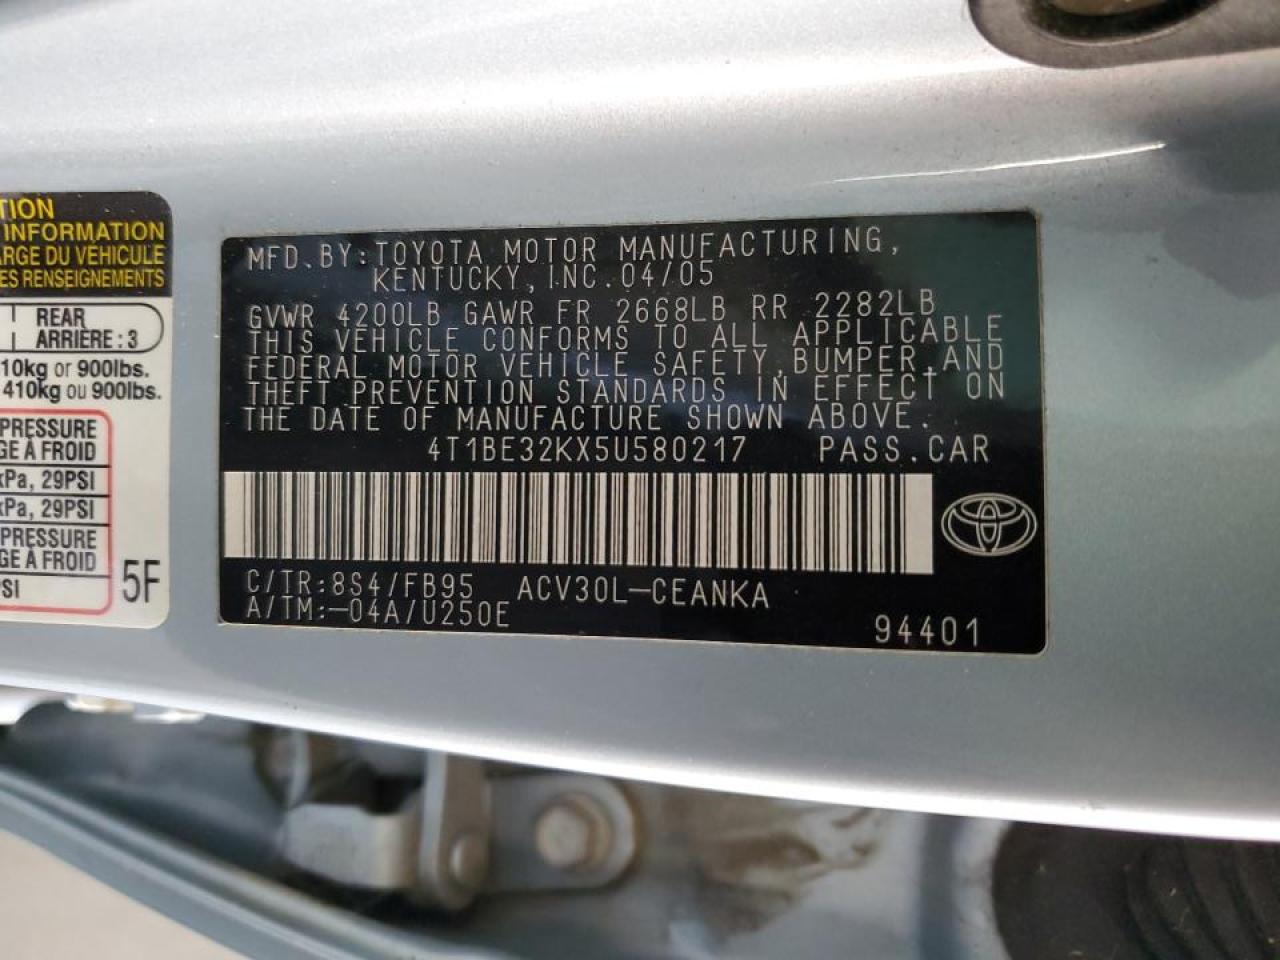 TION
INFORMATION
ARGE DU VÉHICULE
ES RENSEIGNEMENTS
REAR
ARRIÈRE : 3
10kg or 900lbs.
410kg ou 900lbs.
PRESSURE
GE À FROID
kPa, 29PSI
kPa, 29PSI
PRESSURE
GE À FROID
PSI
5F
MFD.BY:TOYOTA MOTOR MANUFACTURING,
KENTUCKY, INC.04/05
GVWR 4200LB GAWR FR 2668LB RR 2282LB
THIS VEHICLE CONFORMS TO ALL APPLICABLE
FEDERAL MOTOR VEHICLE SAFETY,BUMPER,AND
THEFT PREVENTION STANDARDS IN EFFECT ON
THE DATE OF MANUFACTURE SHOWN ABOVE.
4T1BE32KX5U580217 PASS.CAR
C/TR:8S4/FB95 ACV30L-CEANKA
A/TM:-04A/U250E
94401